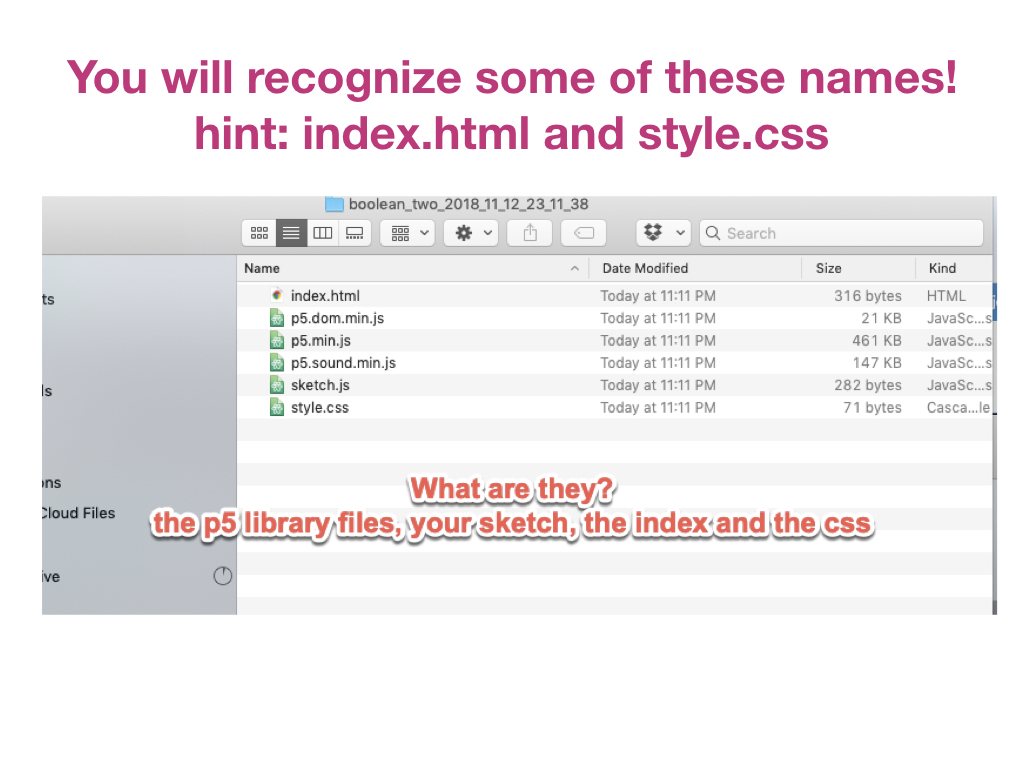 You will recognize some of these names!
hint: index.html and style.css
boolean_two_2018_11_12_23_11_38
Search
Name Date Modified Size Kind
ts
index.html Today at 11:11 PM 316 bytes HTML
p5.dom.min.js Today at 11:11 PM 21 KB JavaSc...s
p5.min.js Today at 11:11 PM 461 KB JavaSc...s
p5.sound.min.js Today at 11:11 PM 147 KB JavaSc...s
ls
sketch.js Today at 11:11 PM 282 bytes JavaSc...s
style.css Today at 11:11 PM 71 bytes Casca...le
ons
What are they?
Cloud Files
the p5 library files, your sketch, the index and the css
ive